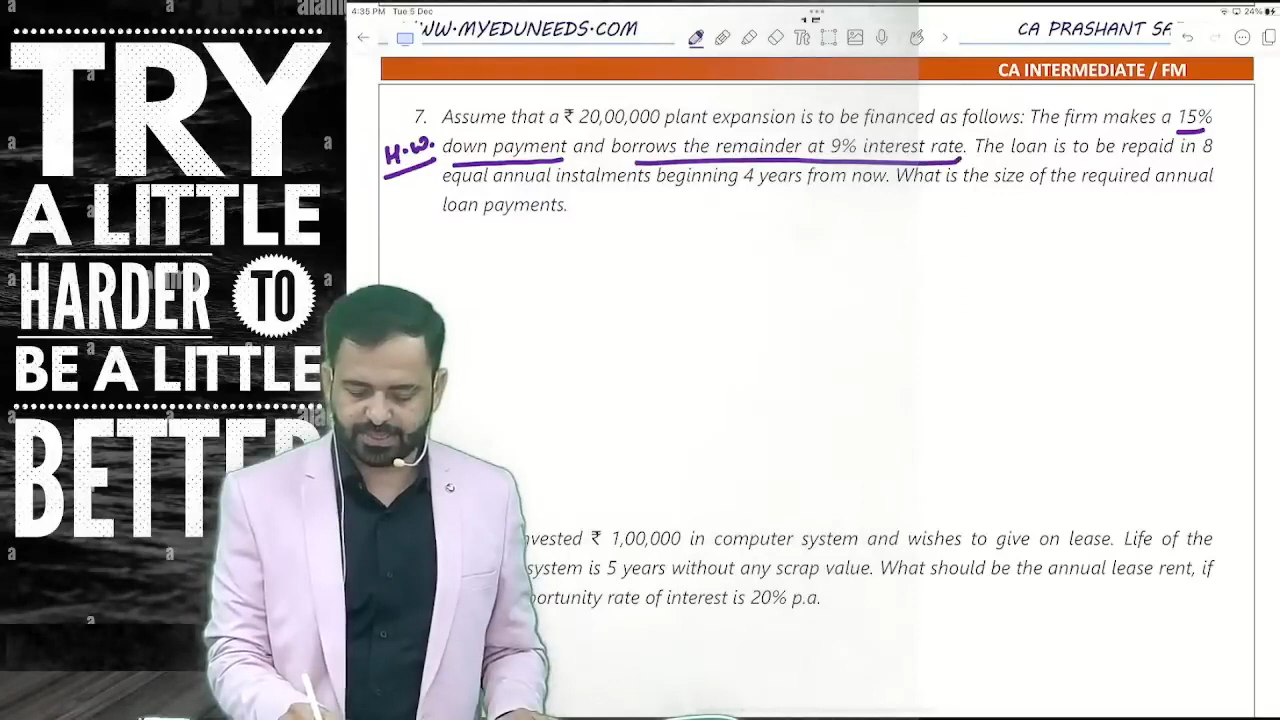 TRY
A LITTLE
HARDER TO
BE A LITTLE
4:35 PM Tue 5 Dec
24%
WWW.MYEDUNEEDS.COM
CA INTERMEDIATE / FM
7. Assume that a ₹ 20,00,000 plant expansion is to be financed as follows: The firm makes a 15%
H.W. down payment and borrows the remainder at 9% interest rate. The loan is to be repaid in 8
equal annual instalments beginning 4 years from now. What is the size of the required annual
loan payments.
₹ 1,00,000 in computer system and wishes to give on lease. Life of the
system is 5 years without any scrap value. What should be the annual lease rent, if
rate of interest is 20% p.a.
CA PRASHANT